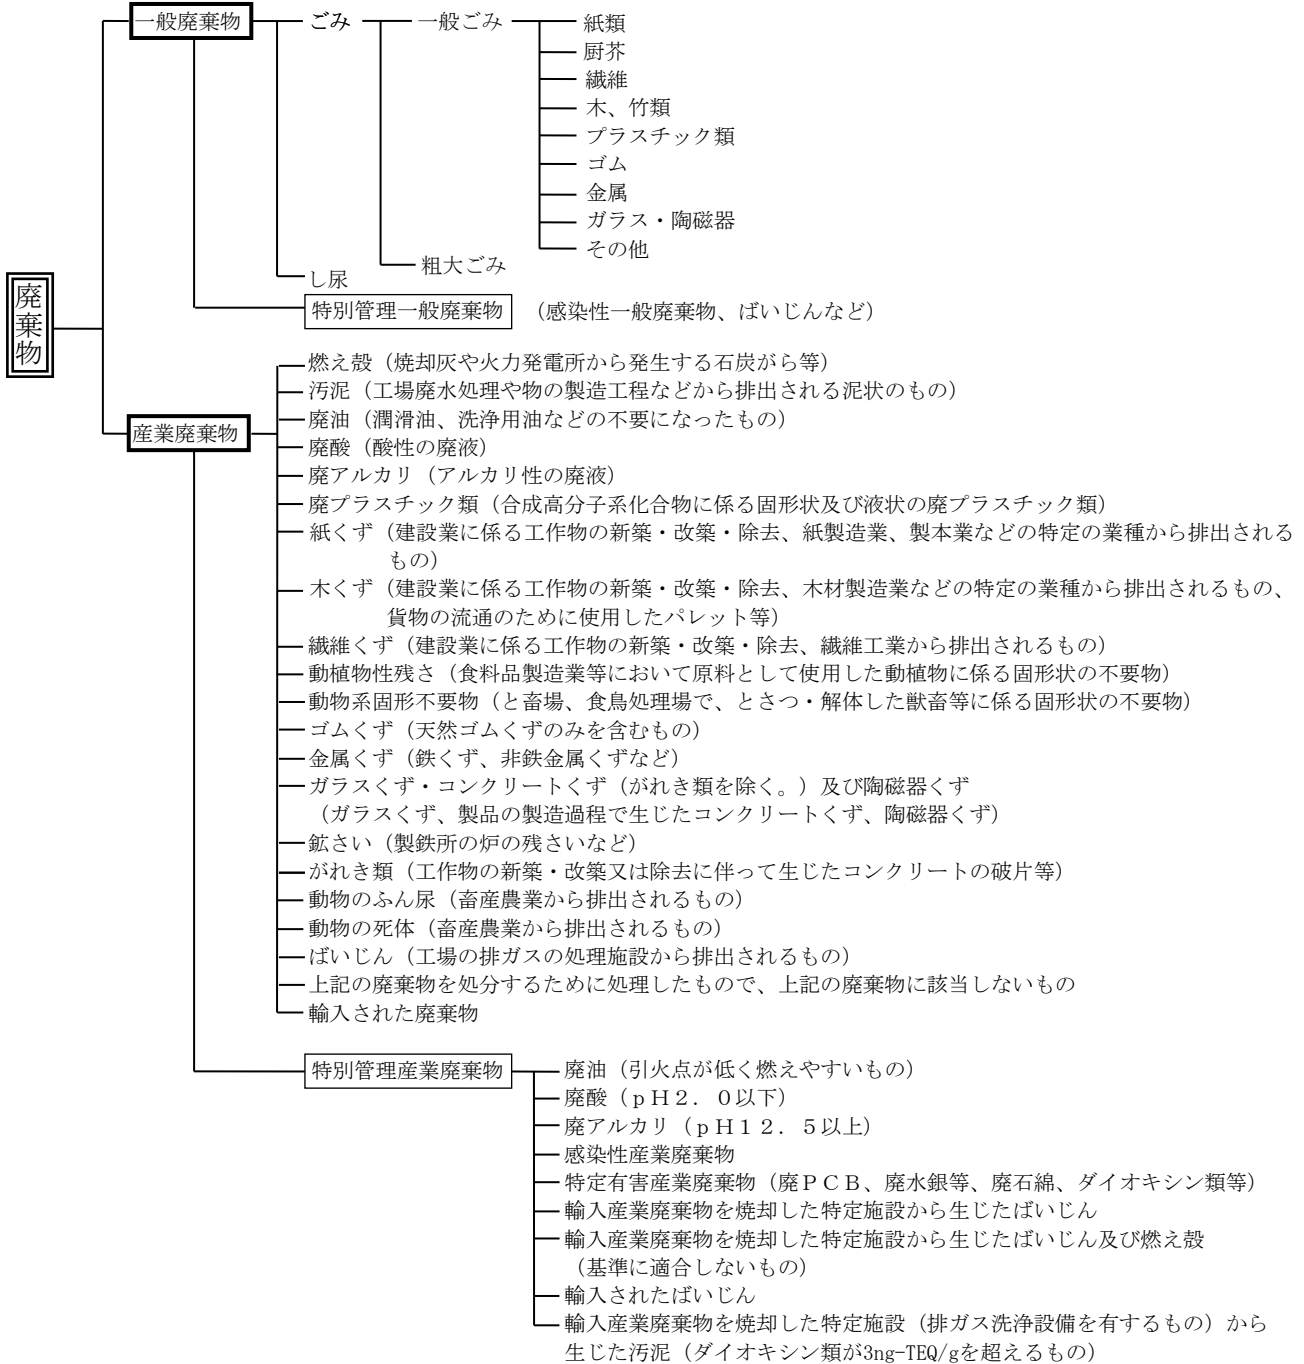 廃棄物
一般廃棄物
ごみ
一般ごみ
紙類
厨芥
繊維
木、竹類
プラスチック類
ゴム
金属
ガラス・陶磁器
その他
粗大ごみ
し尿
特別管理一般廃棄物
（感染性一般廃棄物、ばいじんなど）
産業廃棄物
燃え殻（焼却灰や火力発電所から発生する石炭がら等）
汚泥（工場廃水処理や物の製造工程などから排出される泥状のもの）
廃油（潤滑油、洗浄用油などの不要になったもの）
廃酸（酸性の廃液）
廃アルカリ（アルカリ性の廃液）
廃プラスチック類（合成高分子系化合物に係る固形状及び液状の廃プラスチック類）
紙くず（建設業に係る工作物の新築・改築・除去、紙製造業、製本業などの特定の業種から排出される
もの）
木くず（建設業に係る工作物の新築・改築・除去、木材製造業などの特定の業種から排出されるもの、
貨物の流通のために使用したパレット等）
繊維くず（建設業に係る工作物の新築・改築・除去、繊維工業から排出されるもの）
動植物性残さ（食料品製造業等において原料として使用した動植物に係る固形状の不要物）
動物系固形不要物（と畜場、食鳥処理場で、とさつ・解体した獣畜等に係る固形状の不要物）
ゴムくず（天然ゴムくずのみを含むもの）
金属くず（鉄くず、非鉄金属くずなど）
ガラスくず・コンクリートくず（がれき類を除く。）及び陶磁器くず
（ガラスくず、製品の製造過程で生じたコンクリートくず、陶磁器くず）
鉱さい（製鉄所の炉の残さいなど）
がれき類（工作物の新築・改築又は除去に伴って生じたコンクリートの破片等）
動物のふん尿（畜産農業から排出されるもの）
動物の死体（畜産農業から排出されるもの）
ばいじん（工場の排ガスの処理施設から排出されるもの）
上記の廃棄物を処分するために処理したもので、上記の廃棄物に該当しないもの
輸入された廃棄物
特別管理産業廃棄物
廃油（引火点が低く燃えやすいもの）
廃酸（ｐＨ２．０以下）
廃アルカリ（ｐＨ１２．５以上）
感染性産業廃棄物
特定有害産業廃棄物（廃ＰＣＢ、廃水銀等、廃石綿、ダイオキシン類等）
輸入産業廃棄物を焼却した特定施設から生じたばいじん
輸入産業廃棄物を焼却した特定施設から生じたばいじん及び燃え殻
（基準に適合しないもの）
輸入されたばいじん
輸入産業廃棄物を焼却した特定施設（排ガス洗浄設備を有するもの）から
生じた汚泥（ダイオキシン類が3ng-TEQ/gを超えるもの）